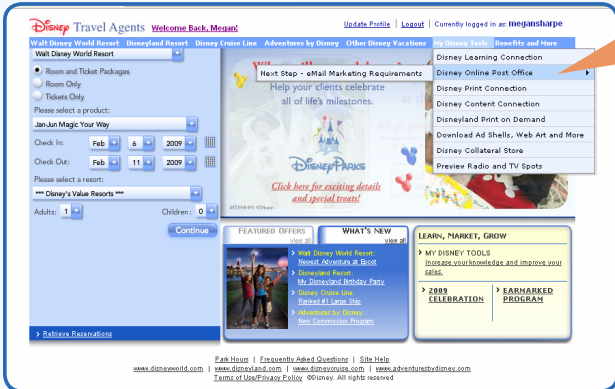 Disney Travel Agents Welcome Back, Megan!
Update Profile | Logout | Currently logged in as: megansharpe
Walt Disney World Resort Disneyland Resort Disney Cruise Line Adventures by Disney Other Disney Vacations My Disney Tools Benefits and More
Walt Disney World Resort
Room and Ticket Packages
Room Only
Tickets Only
Please select a product:
Jan-Jun Magic Your Way
Check In: Feb 6 2009
Check Out: Feb 11 2009
Please select a resort:
*** Disney's Value Resorts ***
Adults: 1 Children: 0
Continue
> Retrieve Reservations
Next Step - eMail Marketing Requirements
Help your clients celebrate
all of life's milestones.
Disney Parks
Click here for exciting details
and special treats!
Disney Learning Connection
Disney Online Post Office
Disney Print Connection
Disney Content Connection
Disneyland Print on Demand
Download Ad Shells, Web Art and More
Disney Collateral Store
Preview Radio and TV Spots
Featured Offers
view all
What's New
view all
> Walt Disney World Resort:
Newest Adventure at Epcot
> Disneyland Resort:
My Disneyland Birthday Party
> Disney Cruise Line:
Ranked #1 Large Ship
> Adventures by Disney:
New Commission Program
Learn, Market, Grow
> MY DISNEY TOOLS
Increase your knowledge and improve your
sales.
> 2009
CELEBRATION
> EARMARKED
PROGRAM
Park Hours | Frequently Asked Questions | Site Help
www.disneyworld.com | www.disneyland.com | www.disneycruise.com | www.adventuresbydisney.com
Terms of Use/Privacy Policy ©Disney. All rights reserved